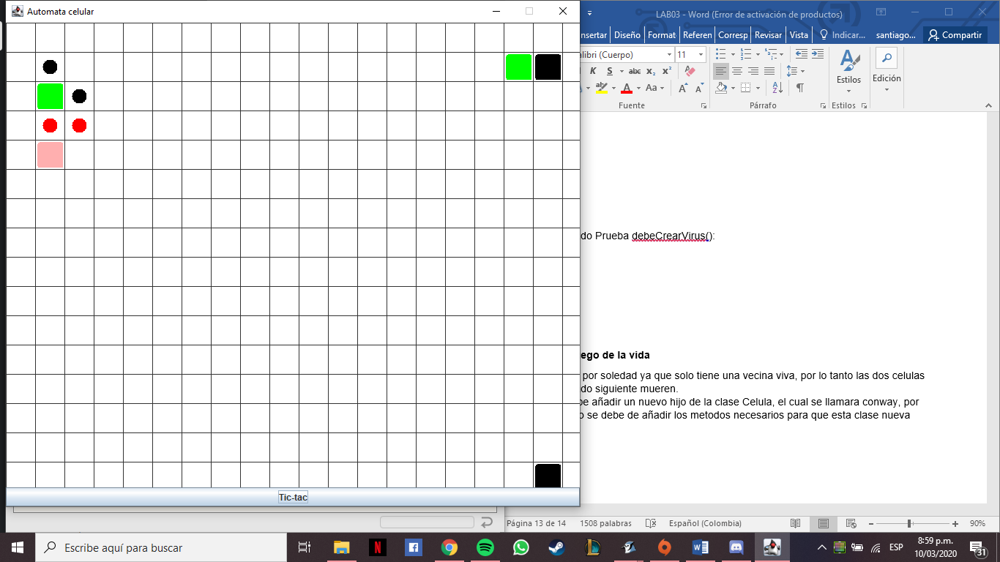 Automata celular
LAB03 - Word (Error de activación de productos)
nsertar Diseño Format Referen Corresp Revisar Vista Indicar... santiago... Compartir
alibri (Cuerpo) 11
K S abc x₂ x²
A Aa A A
Estilos
Edición
Fuente Párrafo Estilos
do Prueba debeCrearVirus():
ego de la vida
por soledad ya que solo tiene una vecina viva, por lo tanto las dos celulas
do siguiente mueren.
be añadir un nuevo hijo de la clase Celula, el cual se llamara conway, por
o se debe de añadir los metodos necesarios para que esta clase nueva
Tic-tac
Página 13 de 14 1508 palabras Español (Colombia) 90%
Escribe aquí para buscar
ESP
8:59 p.m.
10/03/2020
31